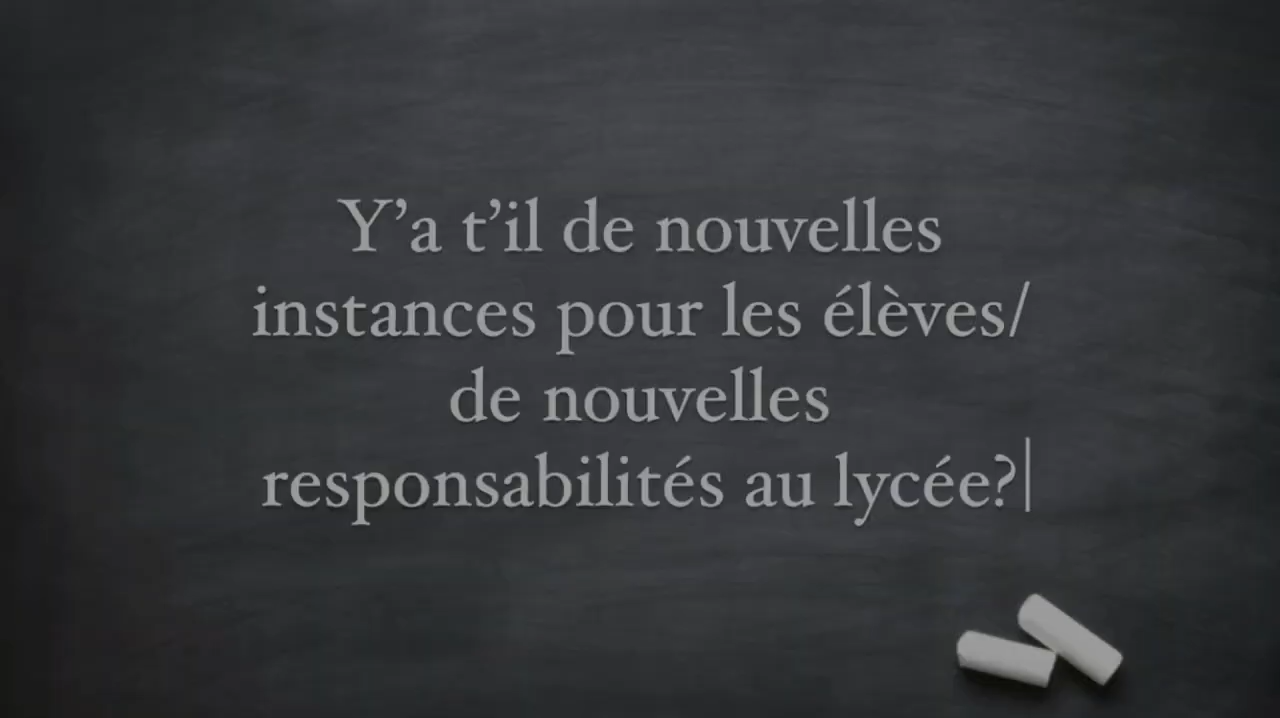 Y’a t’il de nouvelles
instances pour les élèves/
de nouvelles
responsabilités au lycée?|